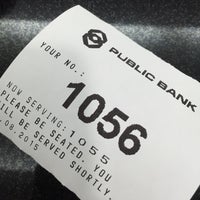 PUBLIC BANK
YOUR NO.:
1056
NOW SERVING: 1055
PLEASE BE SEATED. YOU
WILL BE SERVED SHORTLY.
.08.2015